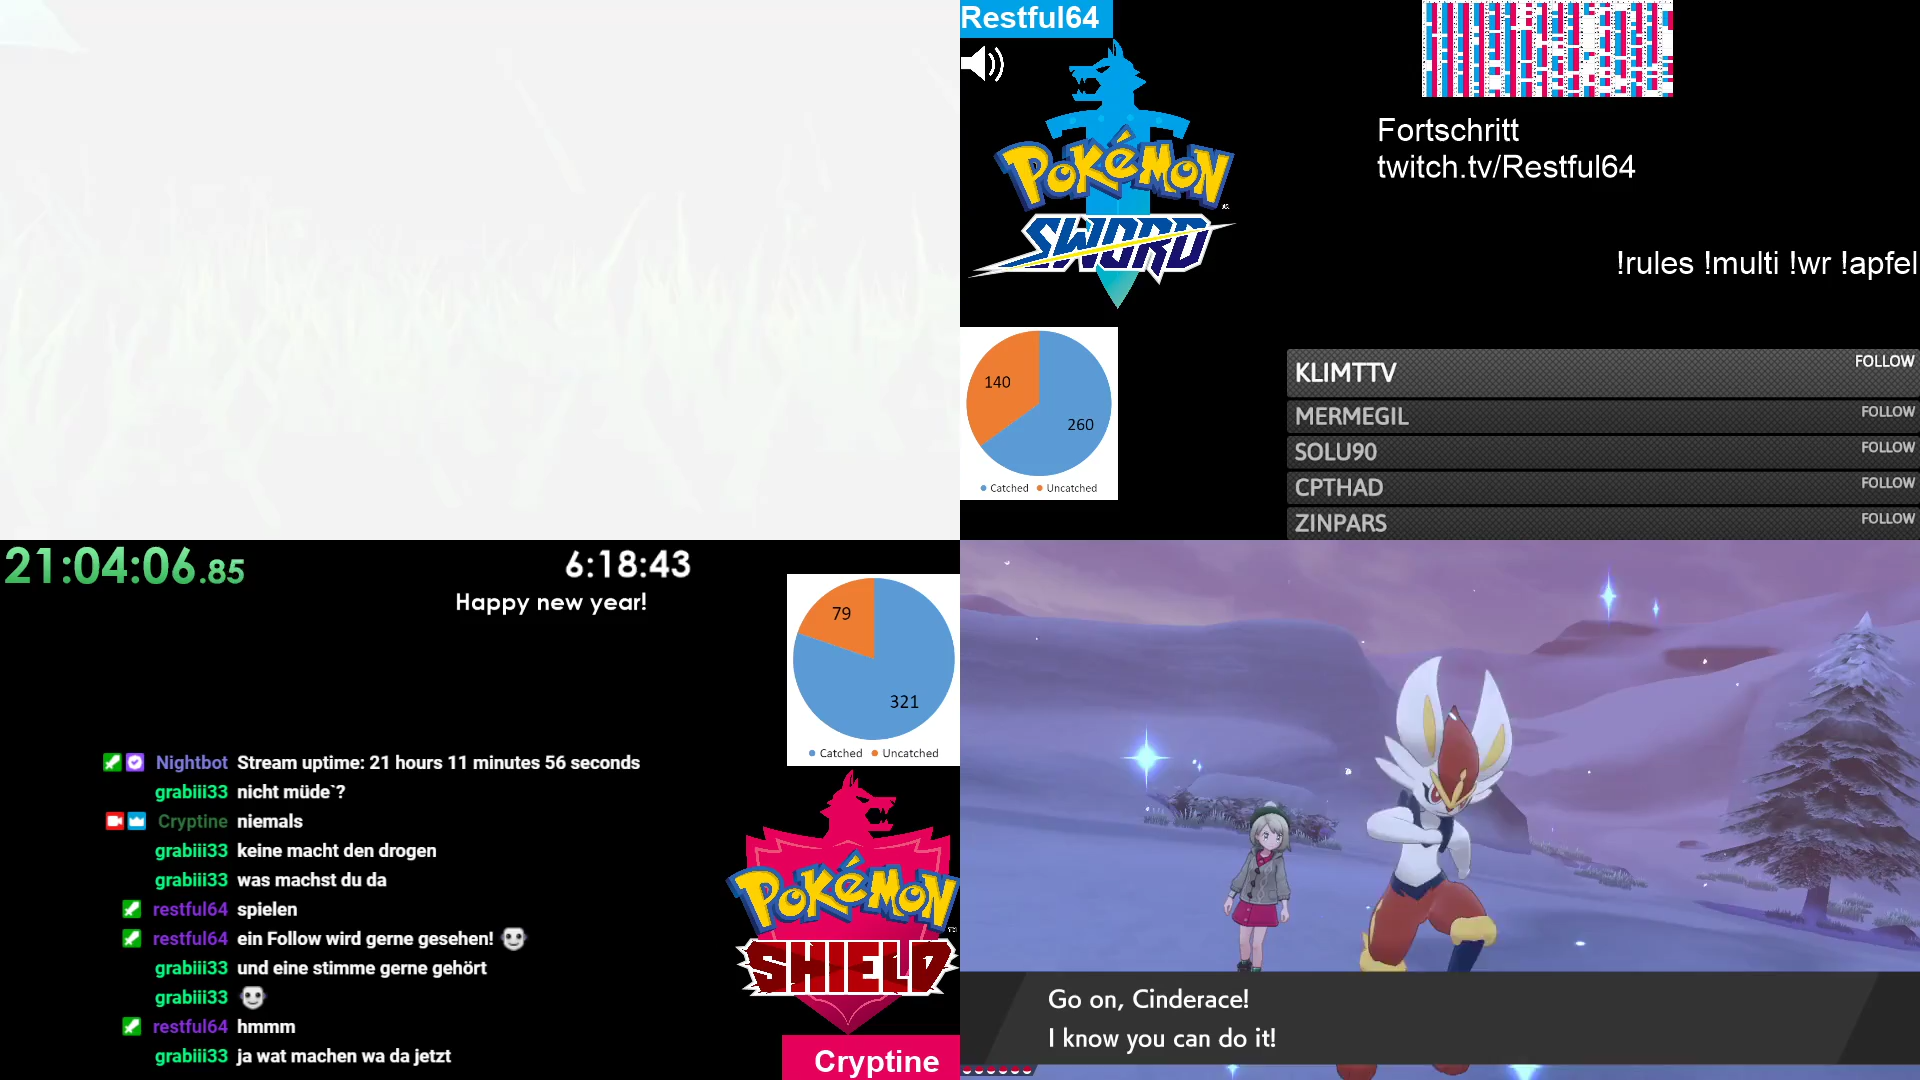 Restful64
POKÉMON
SWORD
Fortschritt
twitch.tv/Restful64
!rules !multi !wr !apfel
140
260
Catched Uncatched
KLIMTTV FOLLOW
MERMEGIL FOLLOW
SOLU90 FOLLOW
CPTHAD FOLLOW
ZINPARS FOLLOW
21:04:06.85
6:18:43
Happy new year!
79
321
Catched Uncatched
Nightbot Stream uptime: 21 hours 11 minutes 56 seconds
grabiii33 nicht müde`?
Cryptine niemals
grabiii33 keine macht den drogen
grabiii33 was machst du da
restful64 spielen
restful64 ein Follow wird gerne gesehen!
grabiii33 und eine stimme gerne gehört
grabiii33
restful64 hmmm
grabiii33 ja wat machen wa da jetzt
POKÉMON
SHIELD
Cryptine
Go on, Cinderace!
I know you can do it!